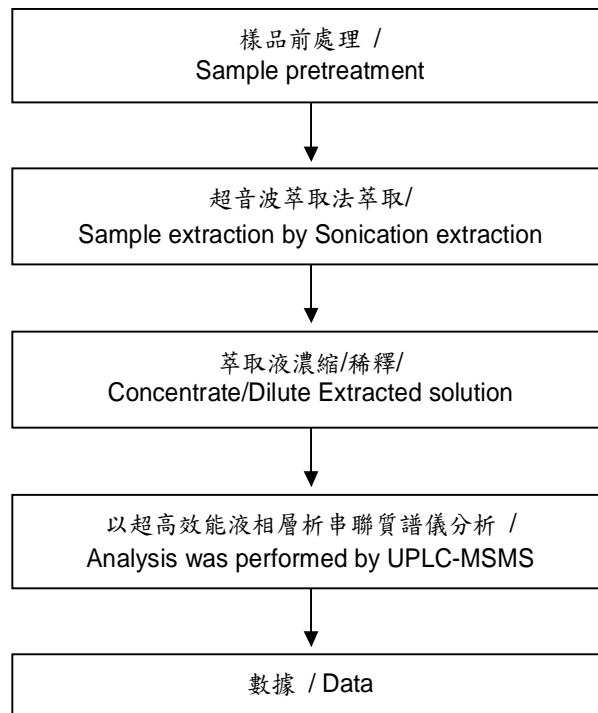 樣品前處理 /
Sample pretreatment
超音波萃取法萃取/
Sample extraction by Sonication extraction
萃取液濃縮/稀釋/
Concentrate/Dilute Extracted solution
以超高效能液相層析串聯質譜儀分析 /
Analysis was performed by UPLC-MSMS
數據 / Data